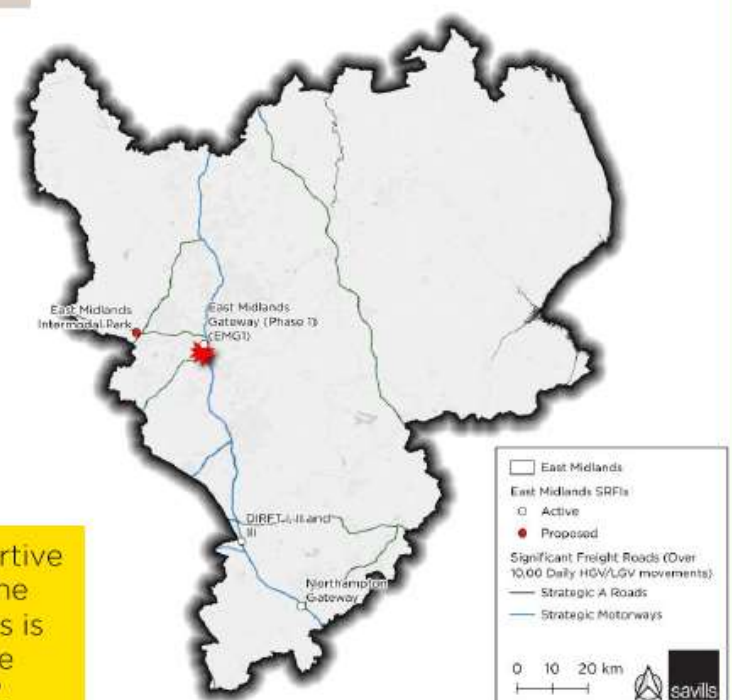 East Midlands
Intermodal Park
East Midlands
Gateway (Phase 1)
(EMG1)
DIRFT I, II and
III
Northampton
Gateway
rtive
ne
s is
e
East Midlands
East Midlands SRFIs
Active
Proposed
Significant Freight Roads (Over
10,00 Daily HGV/LGV movements)
Strategic A Roads
Strategic Motorways
0 10 20 km
savills